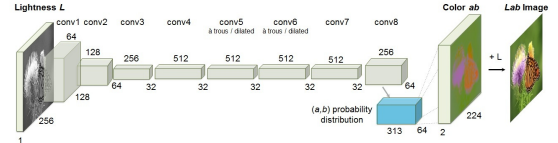 Lightness L
conv1
conv2
conv3
conv4
conv5
à trous / dilated
conv6
à trous / dilated
conv7
conv8
Color ab
Lab Image
64
128
256
512
512
512
512
256
+ L
256
128
64
32
32
32
32
32
64
(a,b) probability
distribution
313
64
224
2
1